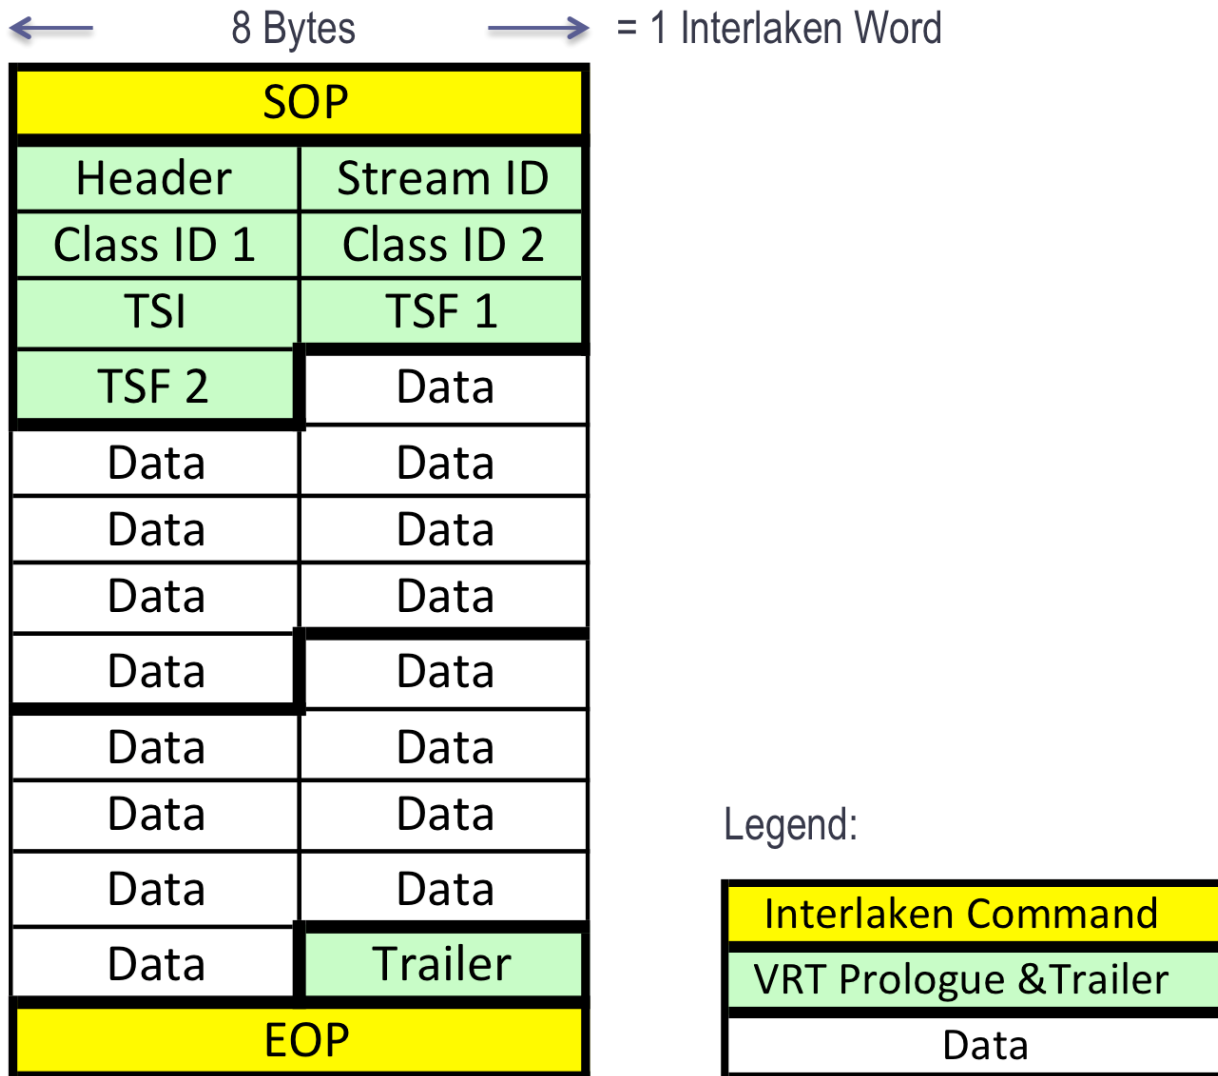 8 Bytes = 1 Interlaken Word
SOP
Header Stream ID
Class ID 1 Class ID 2
TSI TSF 1
TSF 2 Data
Data Data
Data Data
Data Data
Data Data
Data Data
Data Data
Data Data
Data Trailer
EOP
Legend:
Interlaken Command
VRT Prologue &Trailer
Data